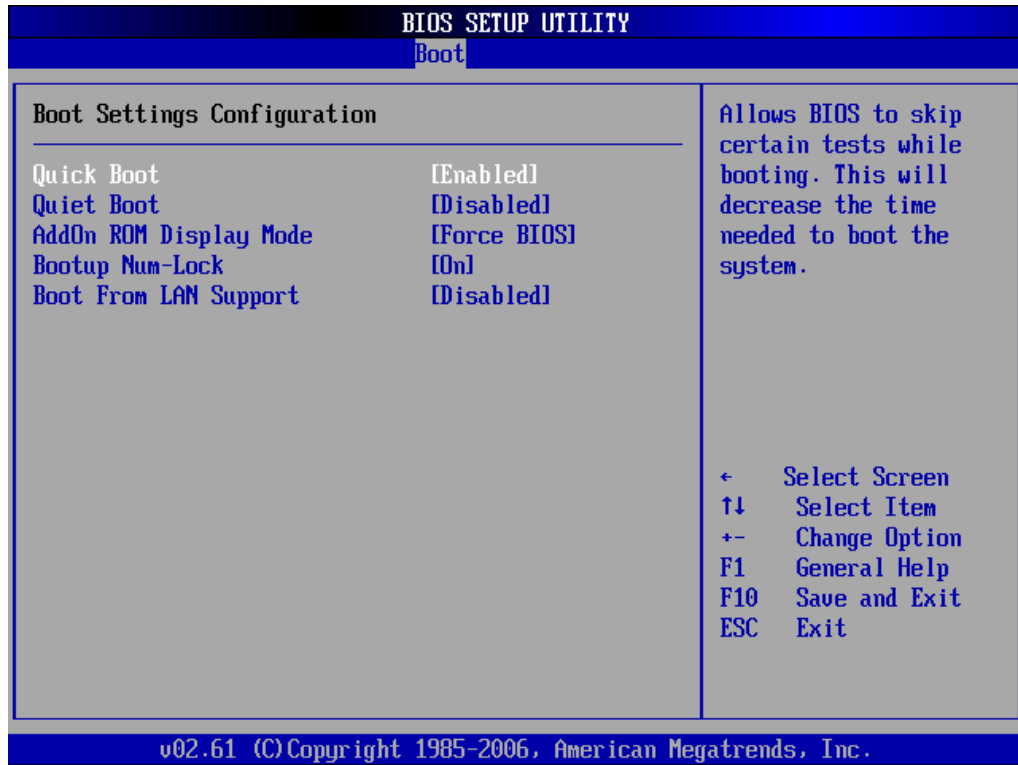 BIOS SETUP UTILITY
Boot
Boot Settings Configuration
Quick Boot [Enabled]
Quiet Boot [Disabled]
AddOn ROM Display Mode [Force BIOS]
Bootup Num-Lock [On]
Boot From LAN Support [Disabled]
Allows BIOS to skip
certain tests while
booting. This will
decrease the time
needed to boot the
system.
← Select Screen
↑↓ Select Item
+- Change Option
F1 General Help
F10 Save and Exit
ESC Exit
v02.61 (C)Copyright 1985-2006, American Megatrends, Inc.